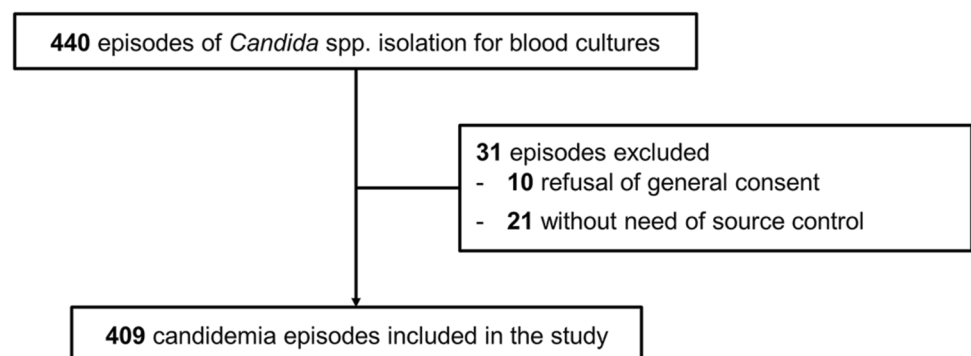 440 episodes of Candida spp. isolation for blood cultures
31 episodes excluded
- 10 refusal of general consent
- 21 without need of source control
409 candidemia episodes included in the study